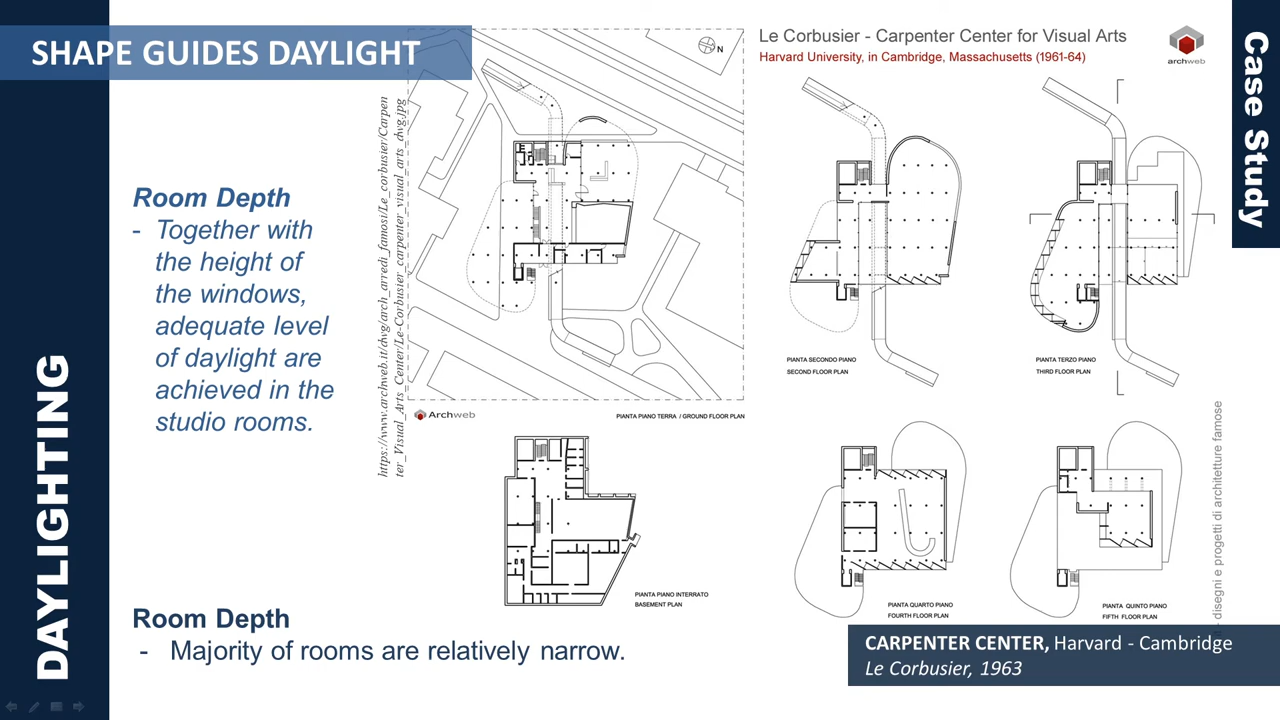 SHAPE GUIDES DAYLIGHT
Case Study
DAYLIGHTING
Room Depth
- Together with
the height of
the windows,
adequate level
of daylight are
achieved in the
studio rooms.
Room Depth
- Majority of rooms are relatively narrow.
https://www.archweb.it/dwg/arch_arredi_famosi/Le_corbusier/Carpen
ter_Visual_Arts_Center/Le-Corbusier_carpenter_visual_arts_dwg.jpg
N
Archweb
PIANTA PIANO TERRA / GROUND FLOOR PLAN
PIANTA PIANO INTERRATO
BASEMENT PLAN
Le Corbusier - Carpenter Center for Visual Arts
Harvard University, in Cambridge, Massachusetts (1961-64)
archweb
PIANTA SECONDO PIANO
SECOND FLOOR PLAN
PIANTA TERZO PIANO
THIRD FLOOR PLAN
PIANTA QUARTO PIANO
FOURTH FLOOR PLAN
PIANTA QUINTO PIANO
FIFTH FLOOR PLAN
- disegni e progetti di architetture famose
CARPENTER CENTER, Harvard - Cambridge
Le Corbusier, 1963